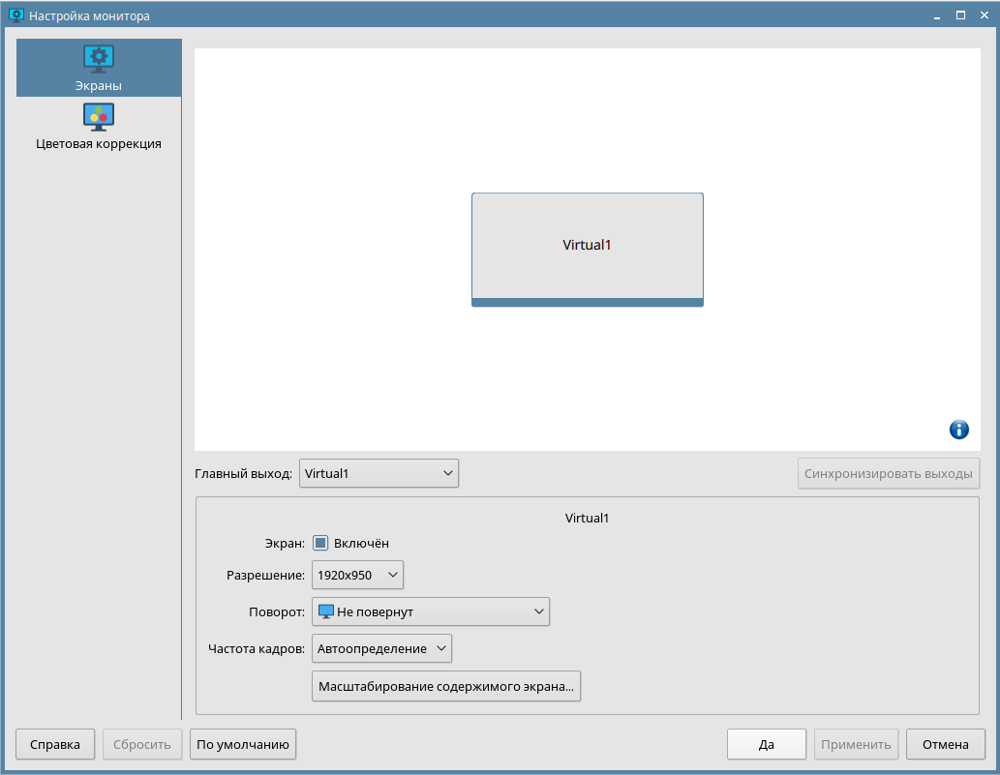 Настройка монитора
Экраны
Цветовая коррекция
Virtual1
Главный выход: Virtual1 Синхронизировать выходы
Virtual1
Экран: Включён
Разрешение: 1920x950
Поворот: Не повернут
Частота кадров: Автоопределение
Масштабирование содержимого экрана...
Справка Сбросить По умолчанию Да Применить Отмена